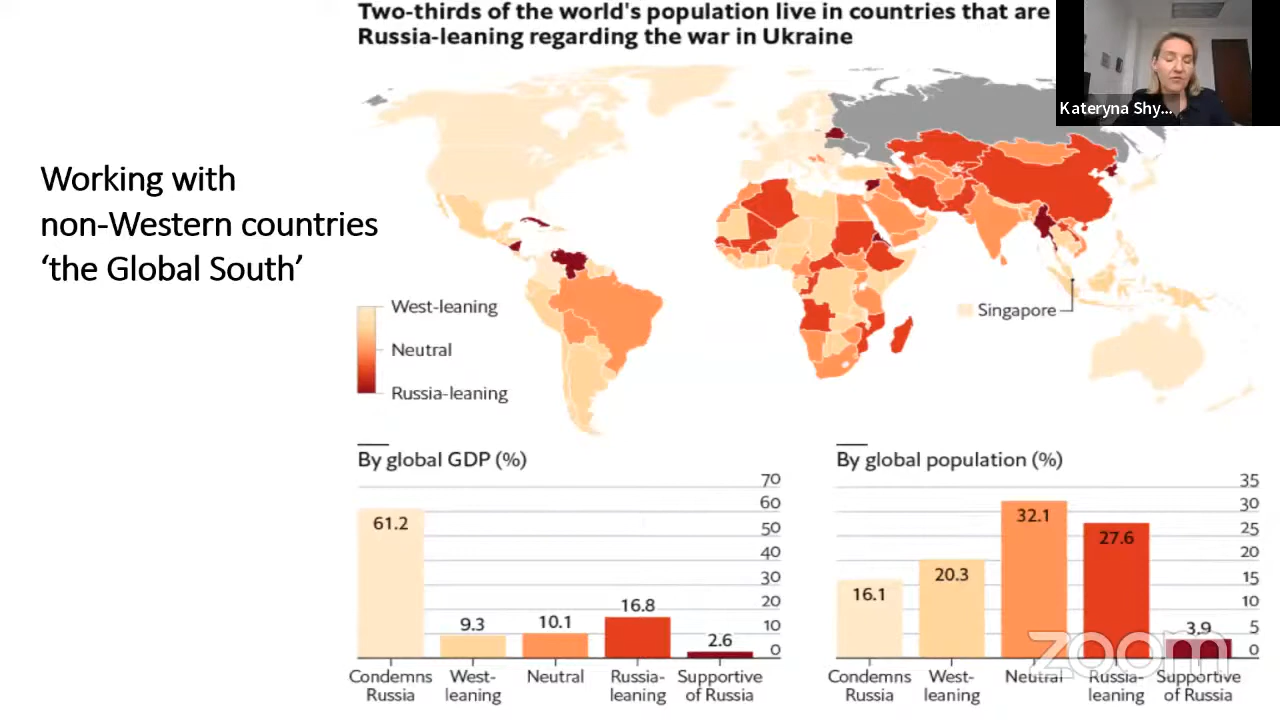 Two-thirds of the world's population live in countries that are
Russia-leaning regarding the war in Ukraine
Kateryna Shy...
Working with
non-Western countries
‘the Global South’
West-leaning
Neutral
Russia-leaning
Singapore
By global GDP (%)
70
60
50
40
30
20
10
0
61.2
9.3
10.1
16.8
2.6
Condemns
Russia
West-
leaning
Neutral
Russia-
leaning
Supportive
of Russia
By global population (%)
35
30
25
20
15
10
5
0
16.1
20.3
32.1
27.6
3.9
Condemns
Russia
West-
leaning
Neutral
Russia-
leaning
Supportive
of Russia
zoom